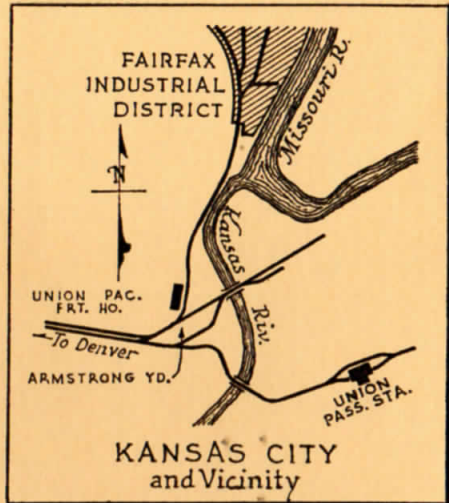 FAIRFAX
INDUSTRIAL
DISTRICT
Missouri R.
N
Kansas
Riv.
UNION PAC.
FRT. HO.
To Denver
ARMSTRONG YD.
UNION
PASS. STA.
KANSAS CITY
and Vicinity